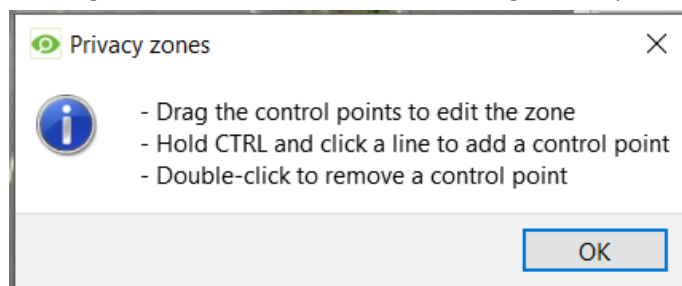 Privacy zones
- Drag the control points to edit the zone
- Hold CTRL and click a line to add a control point
- Double-click to remove a control point
OK